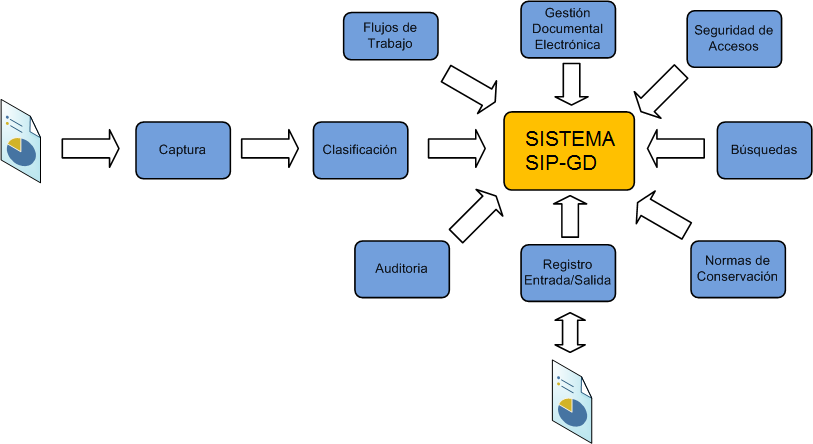 Flujos de
Trabajo
Gestión
Documental
Electrónica
Seguridad de
Accesos
Captura
Clasificación
SISTEMA
SIP-GD
Búsquedas
Auditoria
Registro
Entrada/Salida
Normas de
Conservación